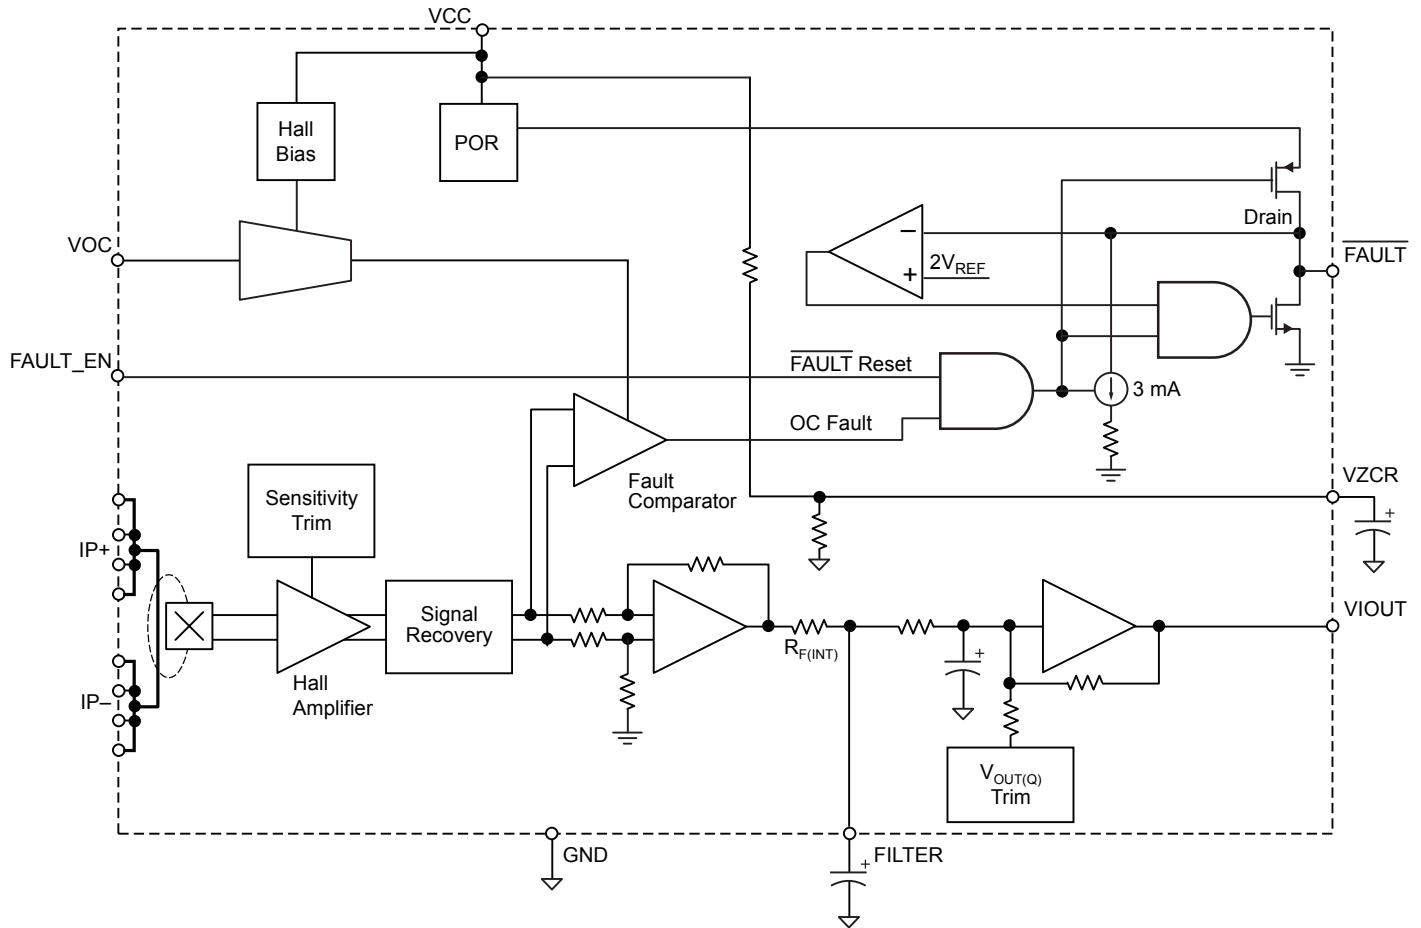 VCC
Hall
Bias
POR
VOC
Drain
FAULT
−
+
2VREF
FAULT_EN
FAULT Reset
3 mA
OC Fault
Fault
Comparator
Sensitivity
Trim
VZCR
+
IP+
Signal
Recovery
VIOUT
RF(INT)
+
Hall
Amplifier
IP–
VOUT(Q)
Trim
GND
FILTER
+